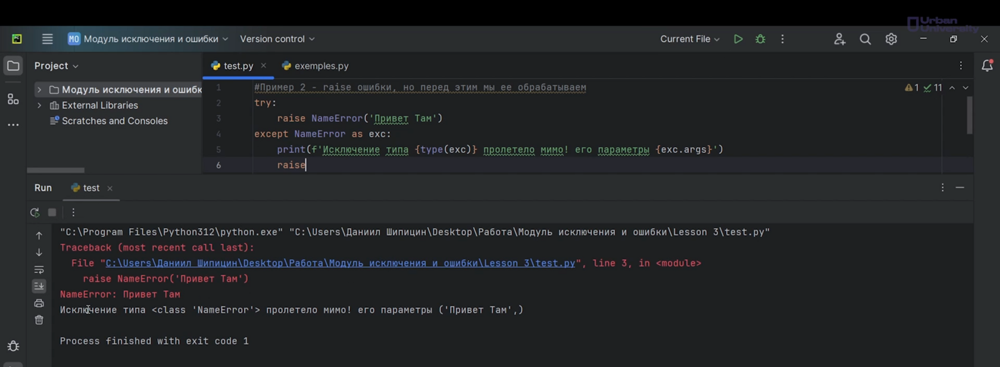 Urban
University
MO Модуль исключения и ошибки Version control Current File
Project test.py exemples.py
Модуль исключения и ошибк
External Libraries
Scratches and Consoles
1 #Пример 2 - raise ошибки, но перед этим мы ее обрабатываем 1 11
2 try:
3 raise NameError('Привет Там')
4 except NameError as exc:
5 print(f'Исключение типа {type(exc)} пролетело мимо! его параметры {exc.args}')
6 raise
Run test
"C:\Program Files\Python312\python.exe" "C:\Users\Даниил Шипицин\Desktop\Работа\Модуль исключения и ошибки\Lesson 3\test.py"
Traceback (most recent call last):
File "C:\Users\Даниил Шипицин\Desktop\Работа\Модуль исключения и ошибки\Lesson 3\test.py", line 3, in <module>
raise NameError('Привет Там')
NameError: Привет Там
Исключение типа <class 'NameError'> пролетело мимо! его параметры ('Привет Там',)
Process finished with exit code 1